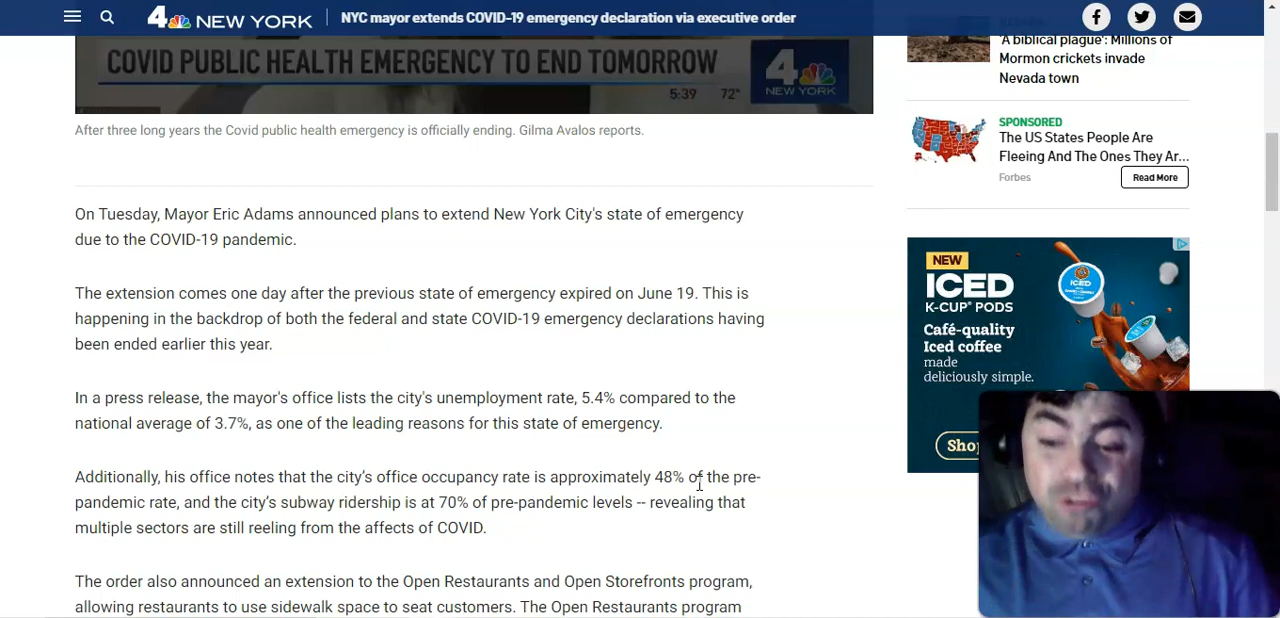 4 NEW YORK
NYC mayor extends COVID-19 emergency declaration via executive order
COVID PUBLIC HEALTH EMERGENCY TO END TOMORROW
4
NEW YORK
5:39 72°
After three long years the Covid public health emergency is officially ending. Gilma Avalos reports.
On Tuesday, Mayor Eric Adams announced plans to extend New York City's state of emergency
due to the COVID-19 pandemic.
The extension comes one day after the previous state of emergency expired on June 19. This is
happening in the backdrop of both the federal and state COVID-19 emergency declarations having
been ended earlier this year.
In a press release, the mayor's office lists the city's unemployment rate, 5.4% compared to the
national average of 3.7%, as one of the leading reasons for this state of emergency.
Additionally, his office notes that the city's office occupancy rate is approximately 48% of the pre-
pandemic rate, and the city's subway ridership is at 70% of pre-pandemic levels -- revealing that
multiple sectors are still reeling from the affects of COVID.
The order also announced an extension to the Open Restaurants and Open Storefronts program,
allowing restaurants to use sidewalk space to seat customers. The Open Restaurants program
'A biblical plague': Millions of
Mormon crickets invade
Nevada town
SPONSORED
The US States People Are
Fleeing And The Ones They Ar...
Forbes
Read More
NEW
ICED
K-CUP® PODS
Café-quality
Iced coffee
made
deliciously simple.
ICED